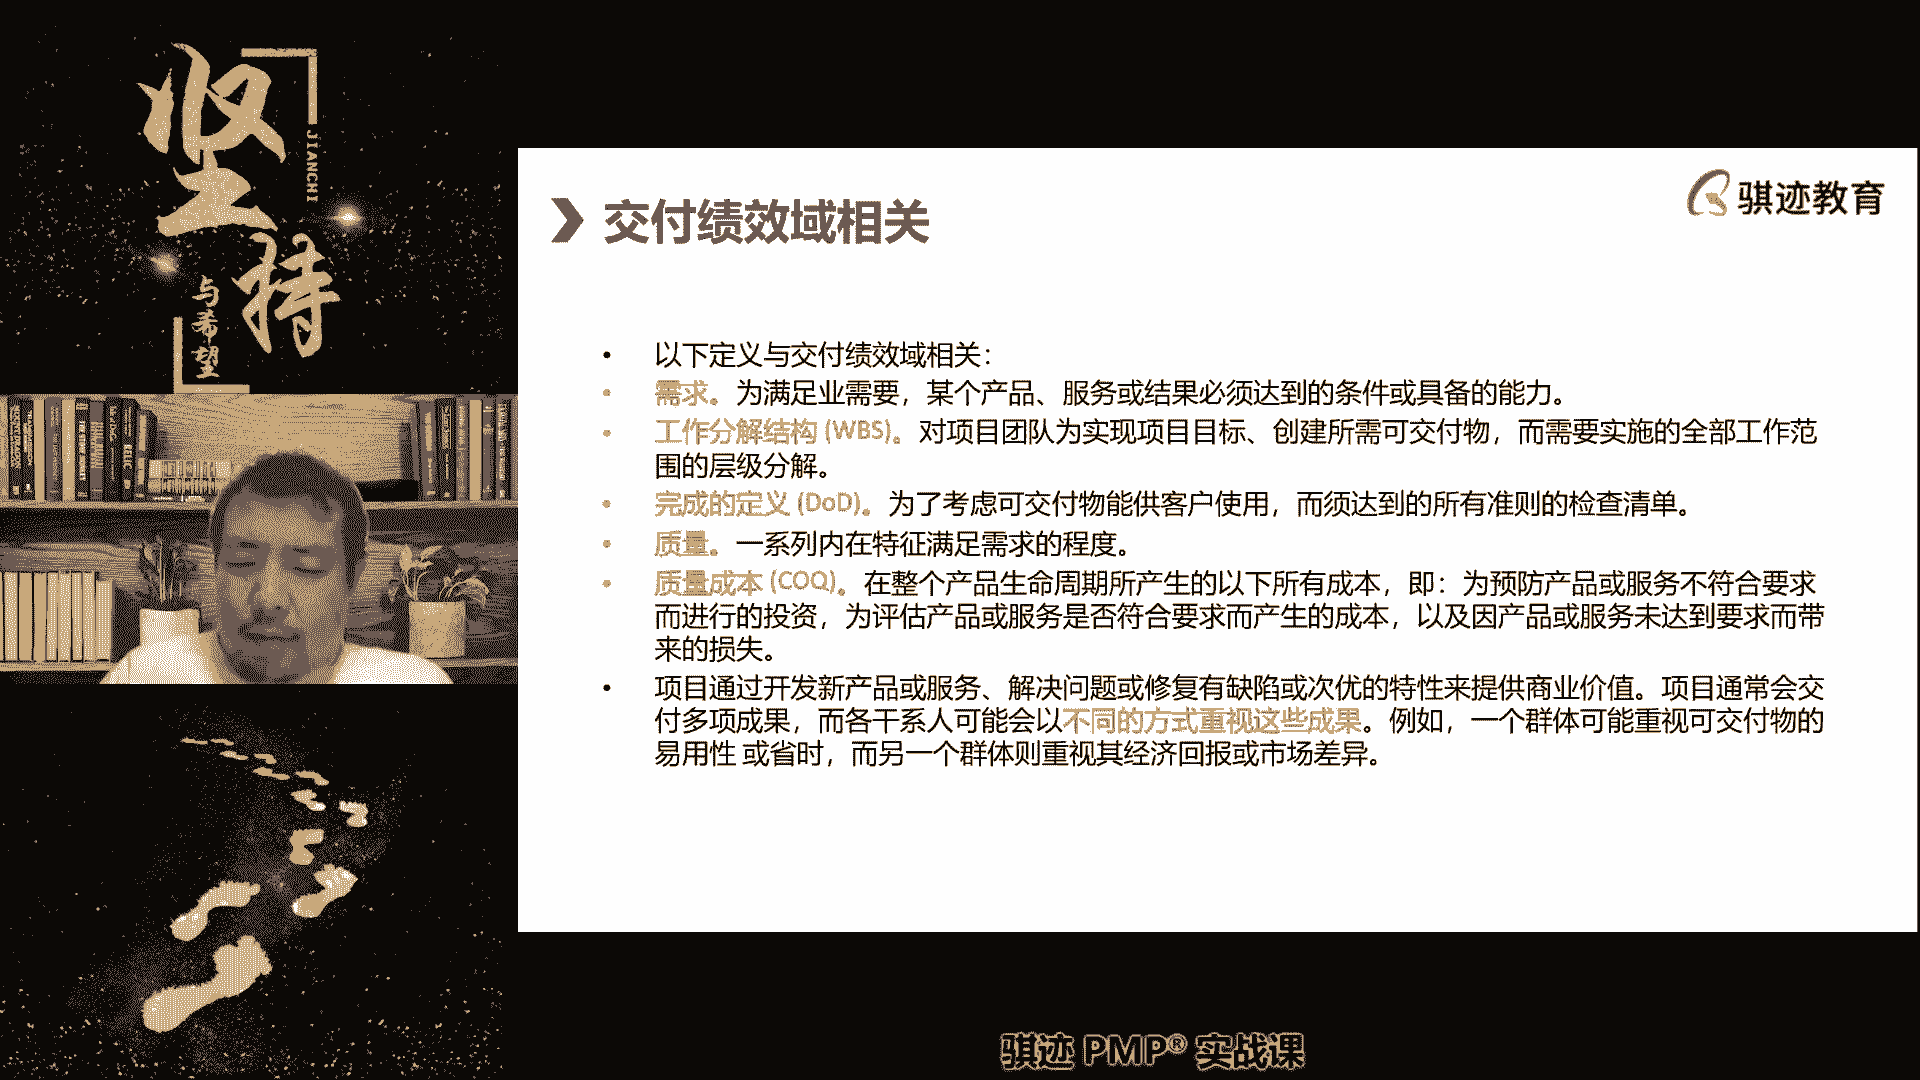 坚持
JIANCHI
与希望
骐迹教育
交付绩效域相关
• 以下定义与交付绩效域相关：
• 需求。为满足业需要，某个产品、服务或结果必须达到的条件或具备的能力。
• 工作分解结构 (WBS)。对项目团队为实现项目目标、创建所需可交付物，而需要实施的全部工作范
围的层级分解。
• 完成的定义 (DoD)。为了考虑可交付物能供客户使用，而须达到的所有准则的检查清单。
• 质量。一系列内在特征满足需求的程度。
• 质量成本 (COQ)。在整个产品生命周期所产生的以下所有成本，即：为预防产品或服务不符合要求
而进行的投资，为评估产品或服务是否符合要求而产生的成本，以及因产品或服务未达到要求而带
来的损失。
• 项目通过开发新产品或服务、解决问题或修复有缺陷或次优的特性来提供商业价值。项目通常会交
付多项成果，而各干系人可能会以不同的方式重视这些成果。例如，一个群体可能重视可交付物的
易用性 或省时，而另一个群体则重视其经济回报或市场差异。
骐迹 PMP® 实战课